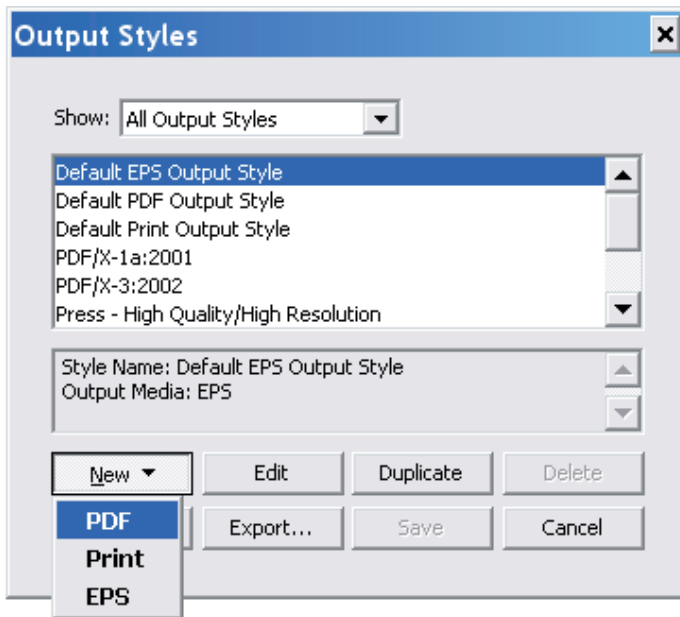 Output Styles
Show: All Output Styles
Default EPS Output Style
Default PDF Output Style
Default Print Output Style
PDF/X-1a:2001
PDF/X-3:2002
Press - High Quality/High Resolution
Style Name: Default EPS Output Style
Output Media: EPS
New Edit Duplicate Delete
Export... Save Cancel
PDF
Print
EPS